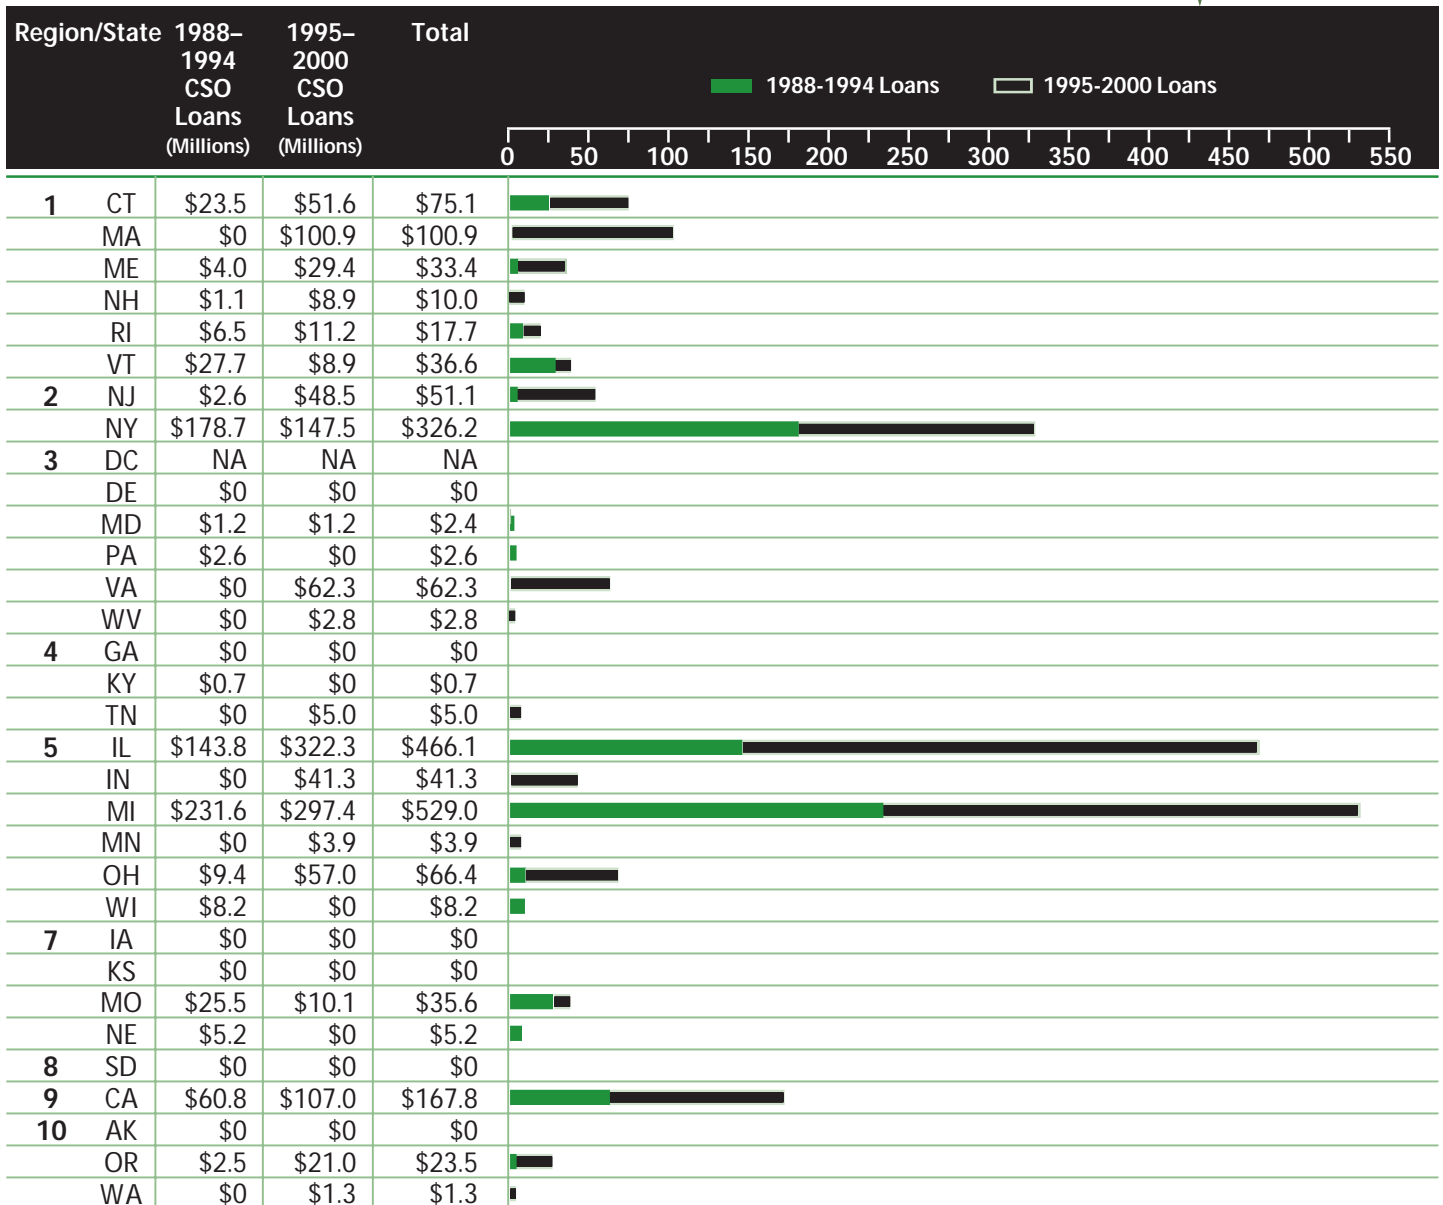 Region/State 1988–1994 CSO Loans (Millions) 1995–2000 CSO Loans (Millions) Total
1988-1994 Loans 1995-2000 Loans
0 50 100 150 200 250 300 350 400 450 500 550
1 CT $23.5 $51.6 $75.1
MA $0 $100.9 $100.9
ME $4.0 $29.4 $33.4
NH $1.1 $8.9 $10.0
RI $6.5 $11.2 $17.7
VT $27.7 $8.9 $36.6
2 NJ $2.6 $48.5 $51.1
NY $178.7 $147.5 $326.2
3 DC NA NA NA
DE $0 $0 $0
MD $1.2 $1.2 $2.4
PA $2.6 $0 $2.6
VA $0 $62.3 $62.3
WV $0 $2.8 $2.8
4 GA $0 $0 $0
KY $0.7 $0 $0.7
TN $0 $5.0 $5.0
5 IL $143.8 $322.3 $466.1
IN $0 $41.3 $41.3
MI $231.6 $297.4 $529.0
MN $0 $3.9 $3.9
OH $9.4 $57.0 $66.4
WI $8.2 $0 $8.2
7 IA $0 $0 $0
KS $0 $0 $0
MO $25.5 $10.1 $35.6
NE $5.2 $0 $5.2
8 SD $0 $0 $0
9 CA $60.8 $107.0 $167.8
10 AK $0 $0 $0
OR $2.5 $21.0 $23.5
WA $0 $1.3 $1.3